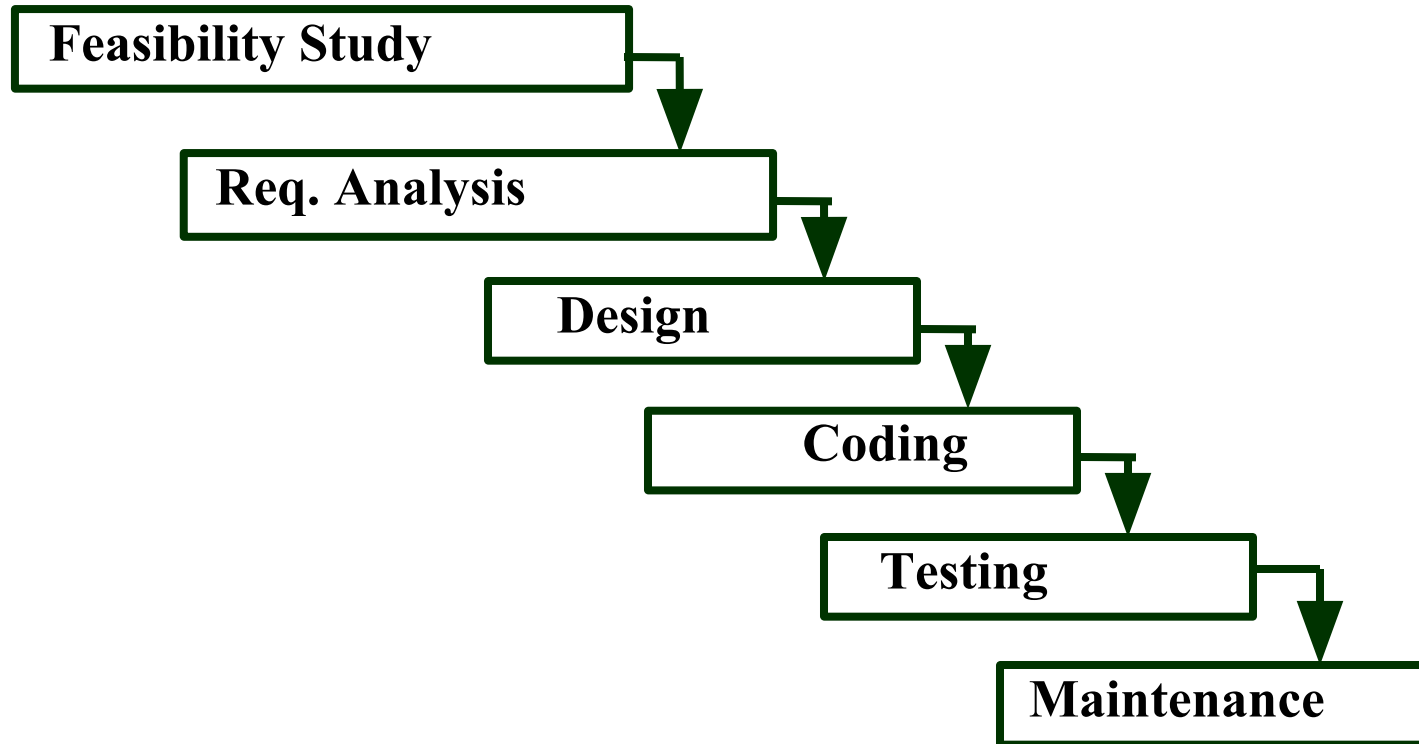 Feasibility Study
Req. Analysis
Design
Coding
Testing
Maintenance